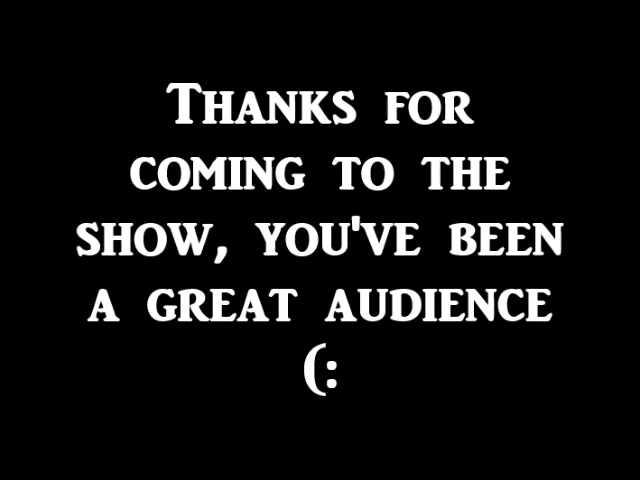 Thanks for
coming to the
show, you've been
a great audience
(: